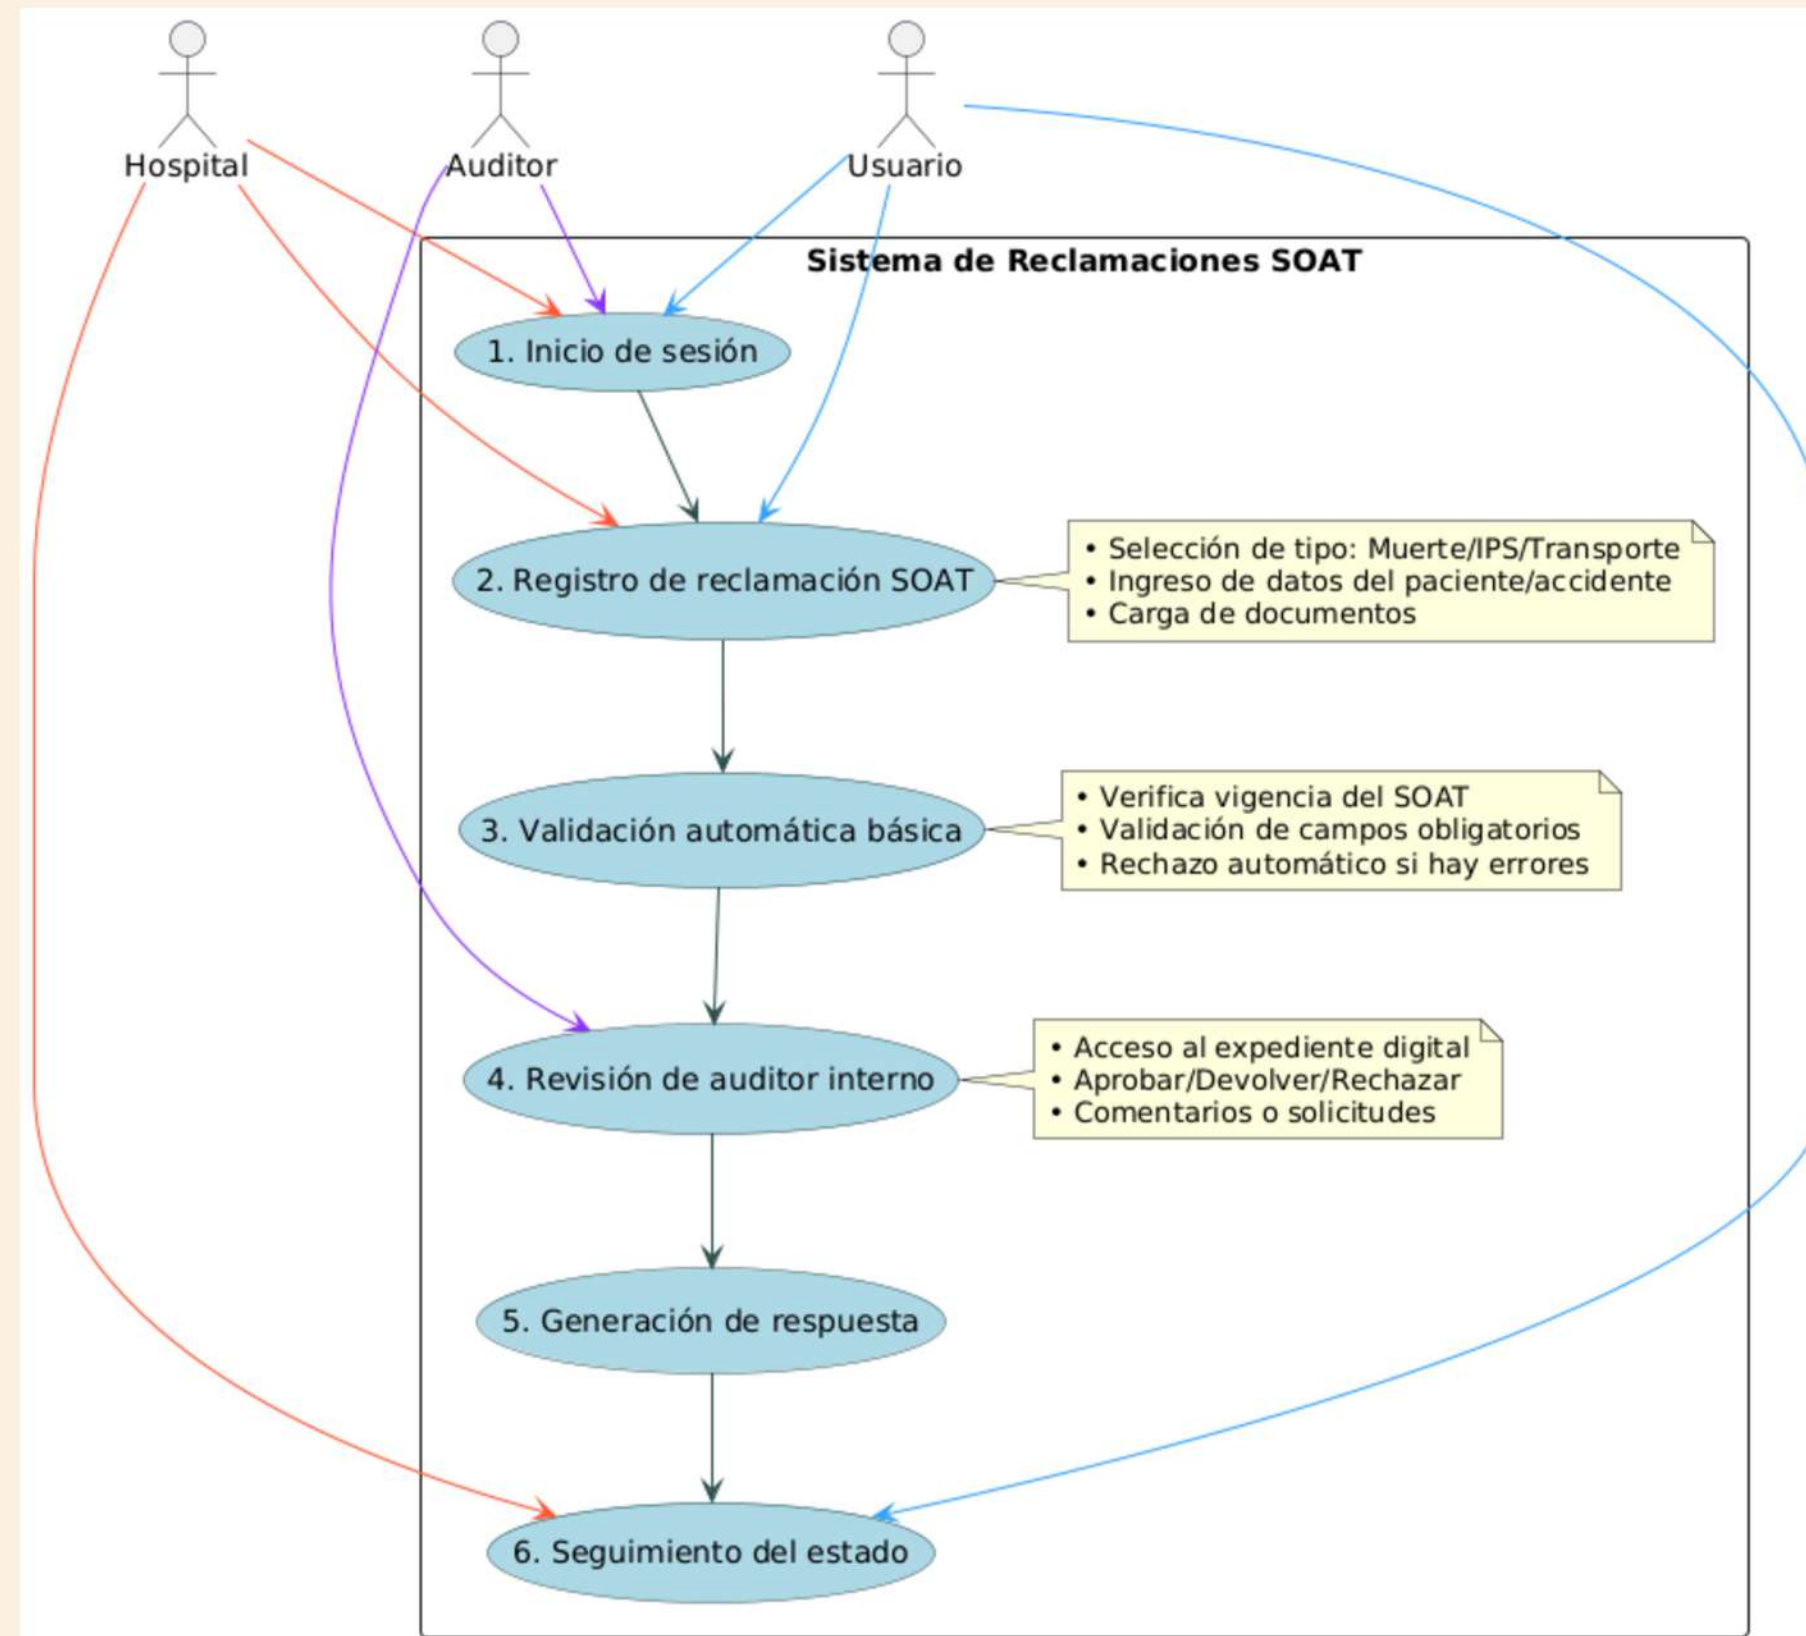 Hospital
Auditor
Usuario
Sistema de Reclamaciones SOAT
1. Inicio de sesión
2. Registro de reclamación SOAT
• Selección de tipo: Muerte/IPS/Transporte
• Ingreso de datos del paciente/accidente
• Carga de documentos
3. Validación automática básica
• Verifica vigencia del SOAT
• Validación de campos obligatorios
• Rechazo automático si hay errores
4. Revisión de auditor interno
• Acceso al expediente digital
• Aprobar/Devolver/Rechazar
• Comentarios o solicitudes
5. Generación de respuesta
6. Seguimiento del estado